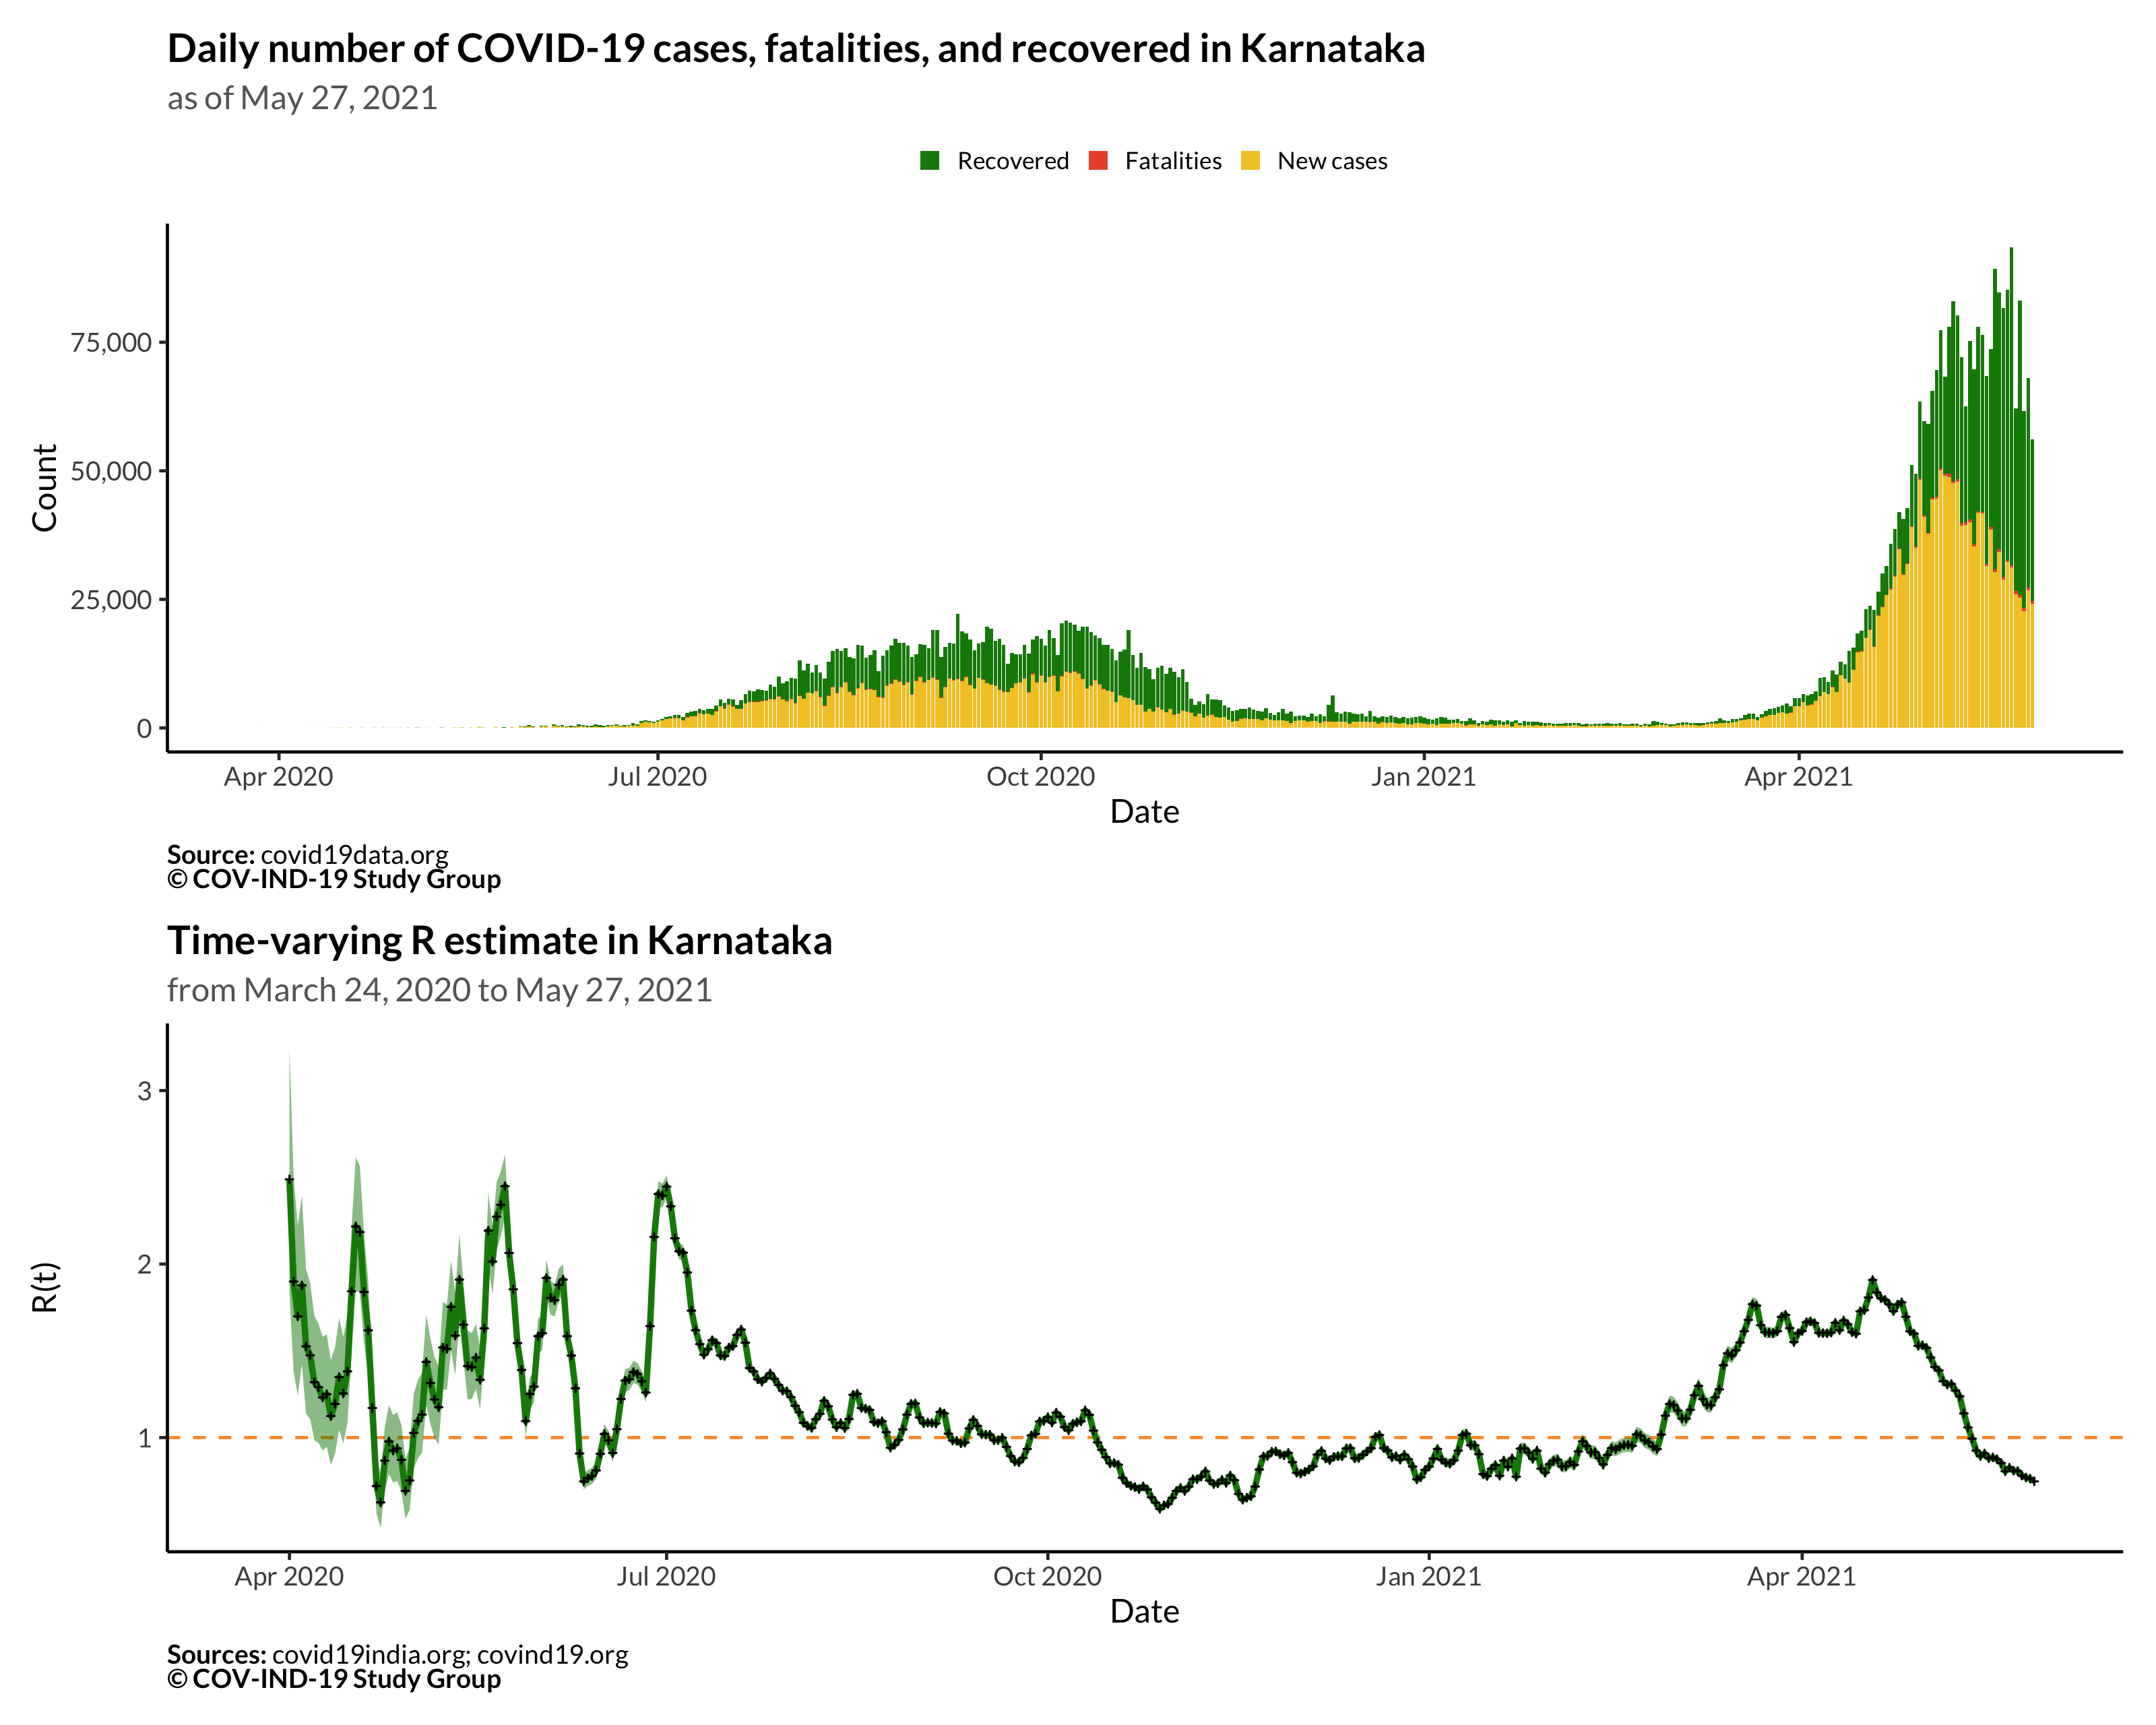 Daily number of COVID-19 cases, fatalities, and recovered in Karnataka
as of May 27, 2021
Recovered Fatalities New cases
Count
75,000
50,000
25,000
0
Apr 2020 Jul 2020 Oct 2020 Jan 2021 Apr 2021
Date
Source: covid19data.org
© COV-IND-19 Study Group
Time-varying R estimate in Karnataka
from March 24, 2020 to May 27, 2021
R(t)
3
2
1
Apr 2020 Jul 2020 Oct 2020 Jan 2021 Apr 2021
Date
Sources: covid19india.org; covind19.org
© COV-IND-19 Study Group